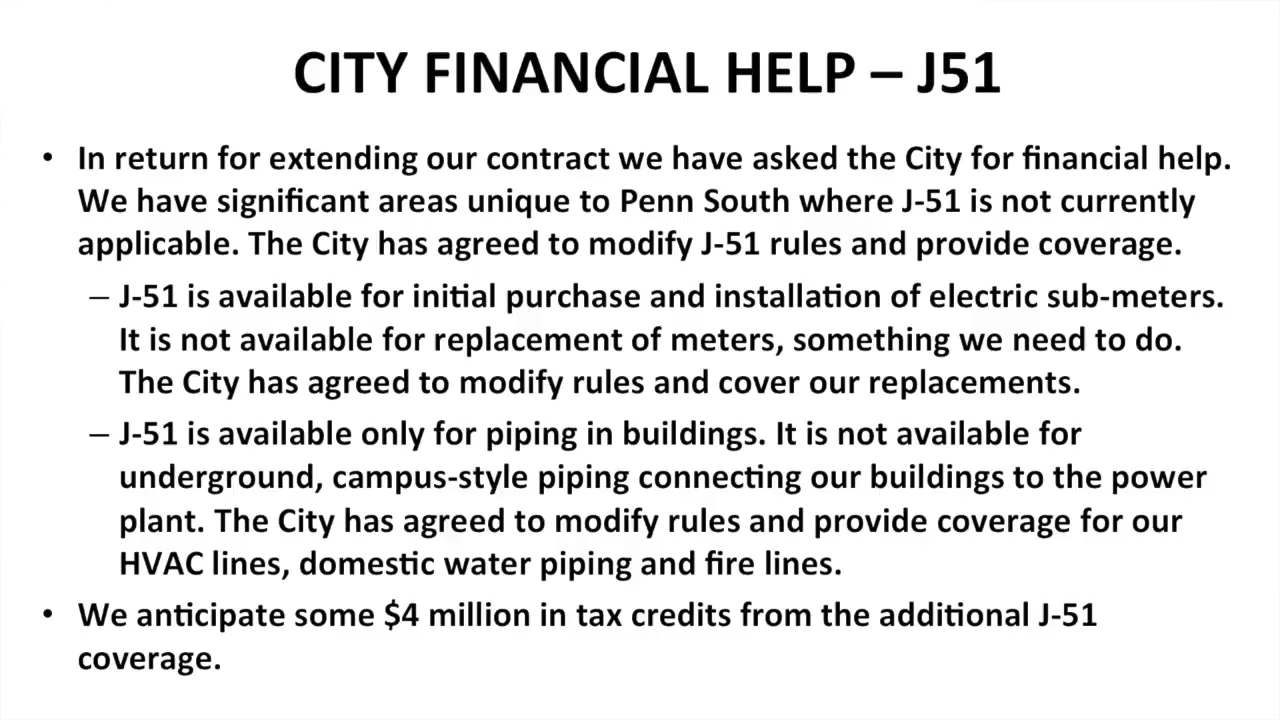 CITY FINANCIAL HELP – J51
• In return for extending our contract we have asked the City for financial help.
We have significant areas unique to Penn South where J-51 is not currently
applicable. The City has agreed to modify J-51 rules and provide coverage.
– J-51 is available for initial purchase and installation of electric sub-meters.
It is not available for replacement of meters, something we need to do.
The City has agreed to modify rules and cover our replacements.
– J-51 is available only for piping in buildings. It is not available for
underground, campus-style piping connecting our buildings to the power
plant. The City has agreed to modify rules and provide coverage for our
HVAC lines, domestic water piping and fire lines.
• We anticipate some $4 million in tax credits from the additional J-51
coverage.